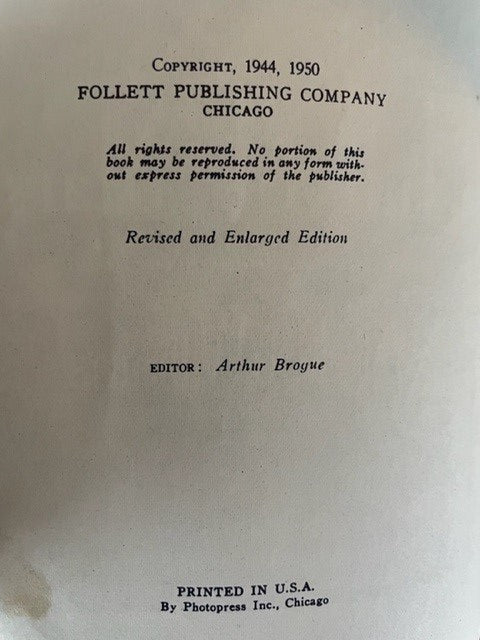 COPYRIGHT, 1944, 1950
FOLLETT PUBLISHING COMPANY
CHICAGO
All rights reserved. No portion of this
book may be reproduced in any form with-
out express permission of the publisher.
Revised and Enlarged Edition
EDITOR: Arthur Brogue
PRINTED IN U.S.A.
By Photopress Inc., Chicago